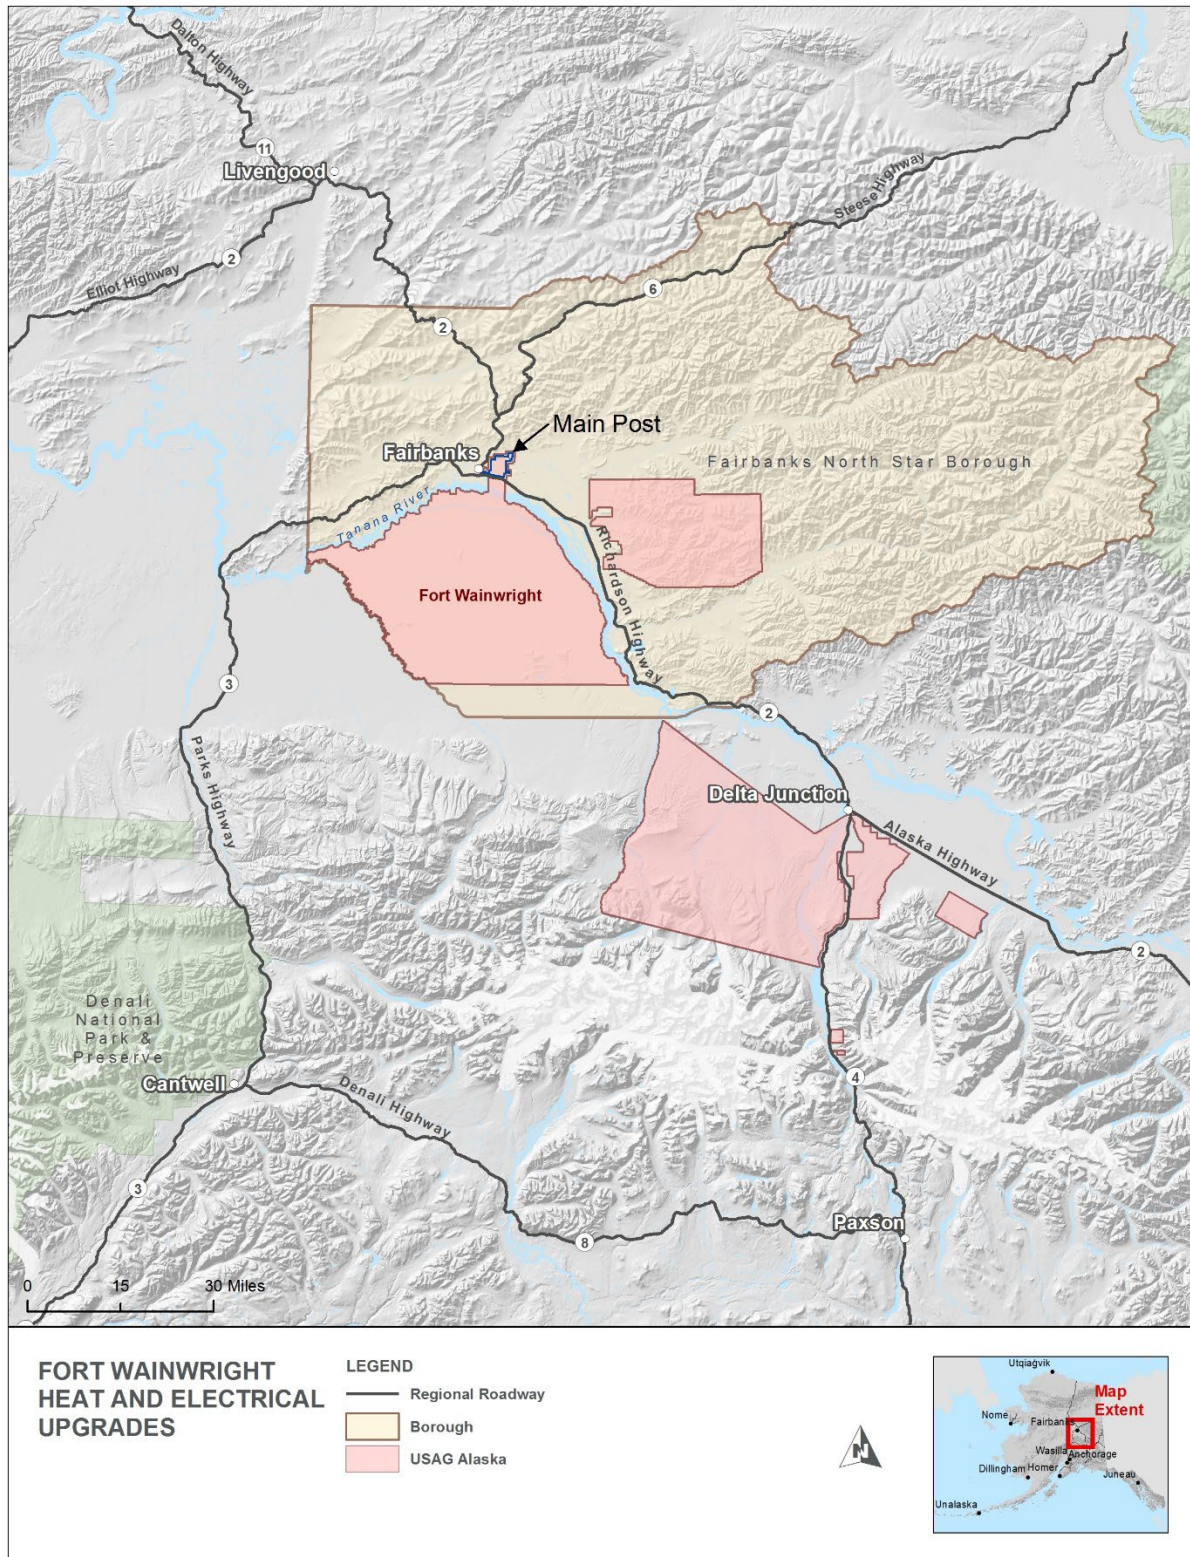 Dalton Highway
11
Livengood
Steese Highway
2
Elliot Highway
6
2
Main Post
Fairbanks
Fairbanks North Star Borough
Tanana River
Richardson Highway
Fort Wainwright
3
2
Parks Highway
Delta Junction
Alaska Highway
2
Denali
National
Park &
Preserve
Cantwell
Denali Highway
4
3
Paxson
8
0 15 30 Miles
FORT WAINWRIGHT
HEAT AND ELECTRICAL
UPGRADES
LEGEND
Regional Roadway
Borough
USAG Alaska
N
Utqiaġvik
Map
Extent
Nome
Fairbanks
Wasilla
Anchorage
Dillingham
Homer
Juneau
Unalaska